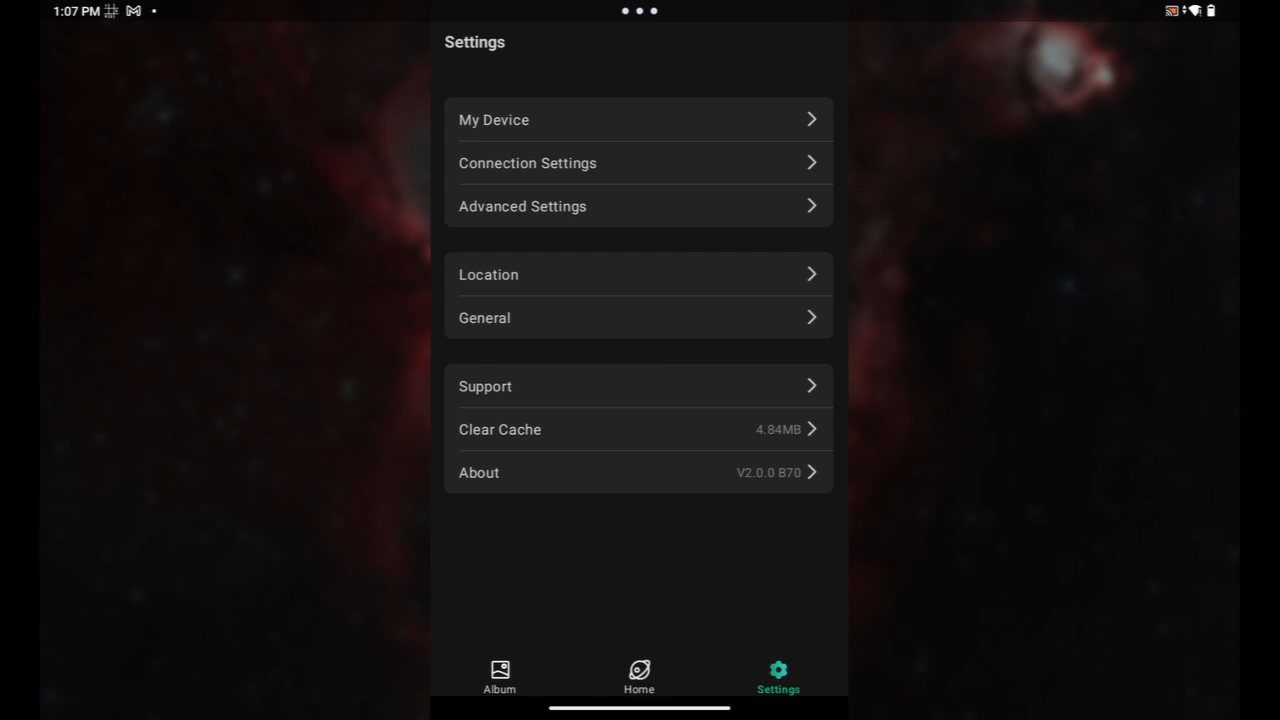 1:07 PM
Settings
My Device
Connection Settings
Advanced Settings
Location
General
Support
Clear Cache 4.84MB
About V2.0.0 B70
Album Home Settings